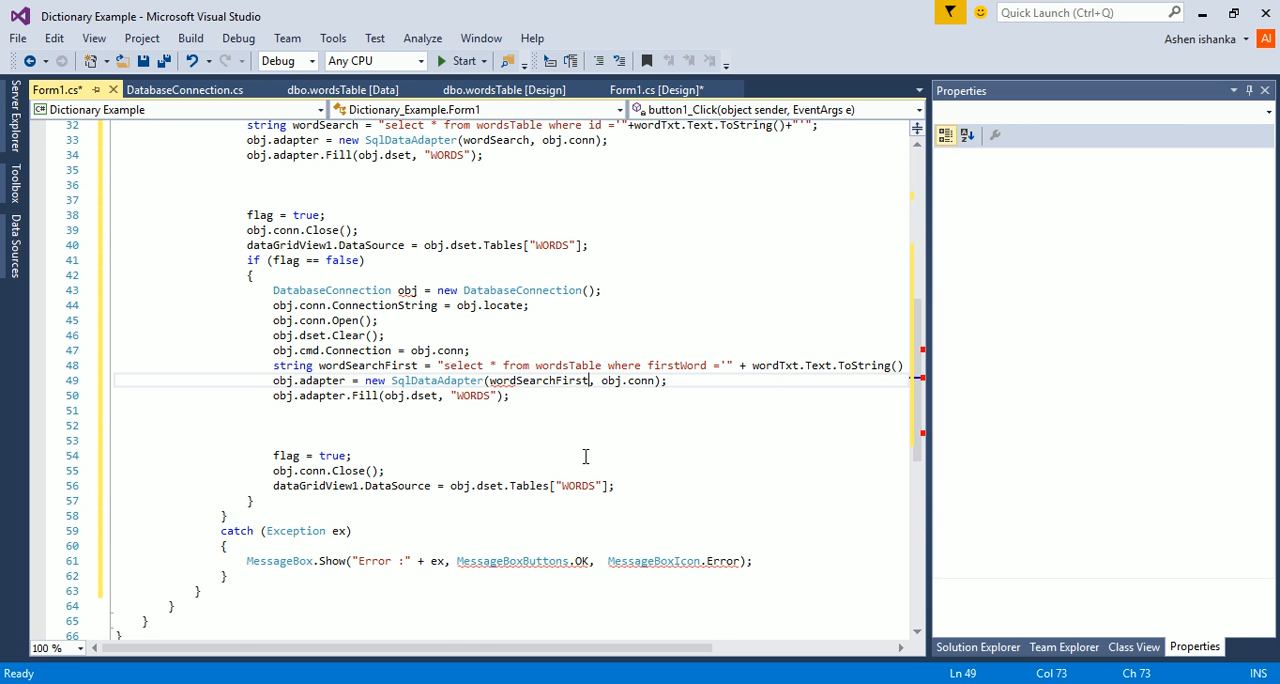 Dictionary Example - Microsoft Visual Studio
Quick Launch (Ctrl+Q)
File Edit View Project Build Debug Team Tools Test Analyze Window Help
Ashen ishanka AI
Debug Any CPU Start
Form1.cs* DatabaseConnection.cs dbo.wordsTable [Data] dbo.wordsTable [Design] Form1.cs [Design]*
Dictionary Example Dictionary_Example.Form1 button1_Click(object sender, EventArgs e)
Server Explorer
Toolbox
Data Sources
32 string wordSearch = "select * from wordsTable where id ='"+wordTxt.Text.ToString()+"'";
33 obj.adapter = new SqlDataAdapter(wordSearch, obj.conn);
34 obj.adapter.Fill(obj.dset, "WORDS");
35
36
37
38 flag = true;
39 obj.conn.Close();
40 dataGridView1.DataSource = obj.dset.Tables["WORDS"];
41 if (flag == false)
42 {
43 DatabaseConnection obj = new DatabaseConnection();
44 obj.conn.ConnectionString = obj.locate;
45 obj.conn.Open();
46 obj.dset.Clear();
47 obj.cmd.Connection = obj.conn;
48 string wordSearchFirst = "select * from wordsTable where firstWord ='" + wordTxt.Text.ToString()
49 obj.adapter = new SqlDataAdapter(wordSearchFirst, obj.conn);
50 obj.adapter.Fill(obj.dset, "WORDS");
51
52
53
54 flag = true;
55 obj.conn.Close();
56 dataGridView1.DataSource = obj.dset.Tables["WORDS"];
57 }
58 }
59 catch (Exception ex)
60 {
61 MessageBox.Show("Error :" + ex, MessageBoxButtons.OK, MessageBoxIcon.Error);
62 }
63 }
64 }
65 }
66 }
100 %
Properties
Solution Explorer Team Explorer Class View Properties
Ready Ln 49 Col 73 Ch 73 INS